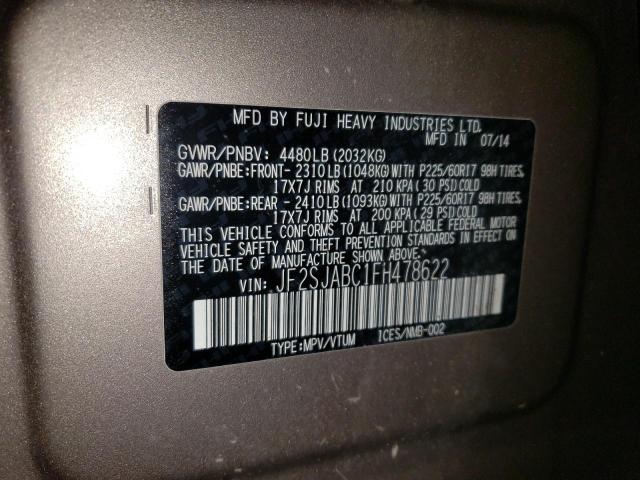 MFD BY FUJI HEAVY INDUSTRIES LTD.
MFD IN 07/14
GVWR/PNBV: 4480LB(2032KG)
GAWR/PNBE:FRONT- 2310LB(1048KG)WITH P225/60R17 98H TIRES,
17X7J RIMS AT 210 KPA( 30 PSI)COLD
GAWR/PNBE:REAR - 2410LB(1093KG)WITH P225/60R17 98H TIRES,
17X7J RIMS AT 200 KPA( 29 PSI)COLD
THIS VEHICLE CONFORMS TO ALL APPLICABLE FEDERAL MOTOR
VEHICLE SAFETY AND THEFT PREVENTION STANDARDS IN EFFECT
ON THE DATE OF MANUFACTURE SHOWN ABOVE.
VIN: JF2SJABC1FH478622
TYPE:MPV/VTUM ICES/NMB-002